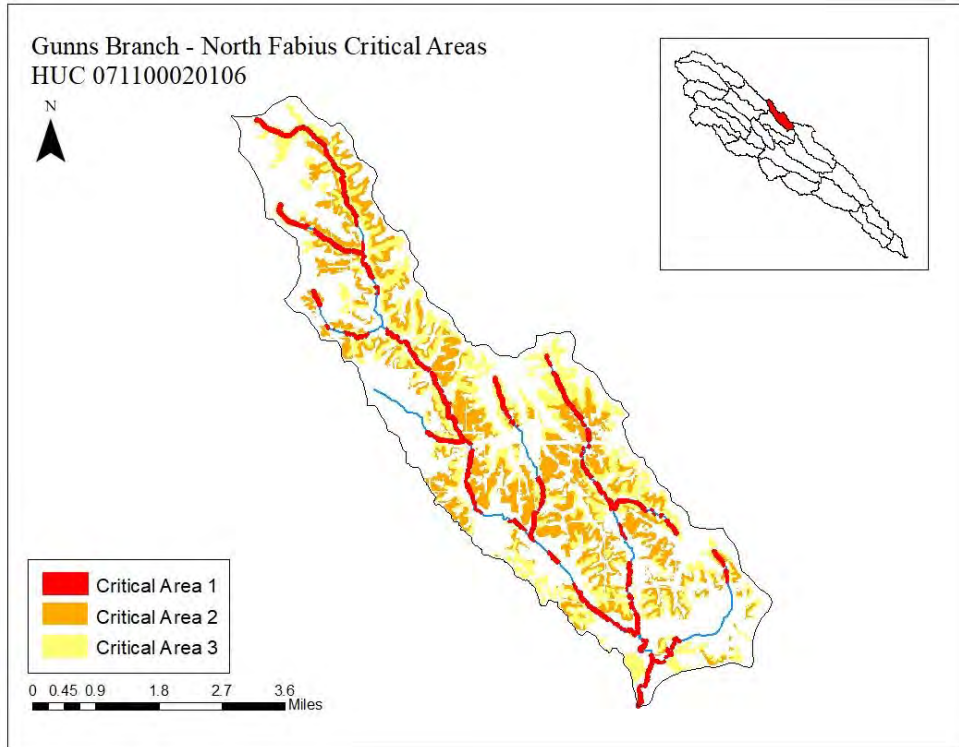 Gunns Branch - North Fabius Critical Areas
HUC 071100020106
N
Critical Area 1
Critical Area 2
Critical Area 3
0 0.45 0.9 1.8 2.7 3.6
Miles